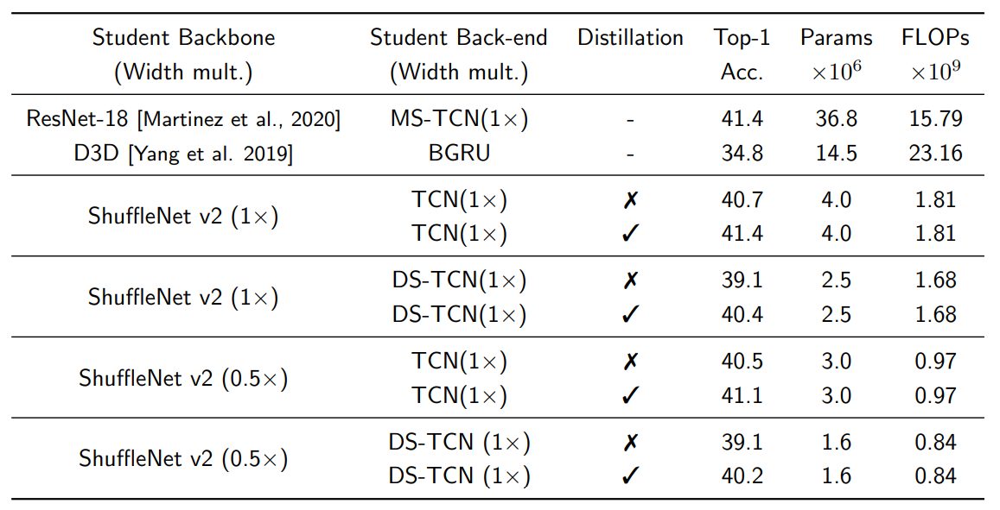 Student Backbone Student Back-end Distillation Top-1 Params FLOPs
(Width mult.) (Width mult.) Acc. ×10⁶ ×10⁹
ResNet-18 [Martinez et al., 2020] MS-TCN(1×) - 41.4 36.8 15.79
D3D [Yang et al. 2019] BGRU - 34.8 14.5 23.16
ShuffleNet v2 (1×) TCN(1×) ✗ 40.7 4.0 1.81
TCN(1×) ✓ 41.4 4.0 1.81
ShuffleNet v2 (1×) DS-TCN(1×) ✗ 39.1 2.5 1.68
DS-TCN(1×) ✓ 40.4 2.5 1.68
ShuffleNet v2 (0.5×) TCN(1×) ✗ 40.5 3.0 0.97
TCN(1×) ✓ 41.1 3.0 0.97
ShuffleNet v2 (0.5×) DS-TCN (1×) ✗ 39.1 1.6 0.84
DS-TCN (1×) ✓ 40.2 1.6 0.84